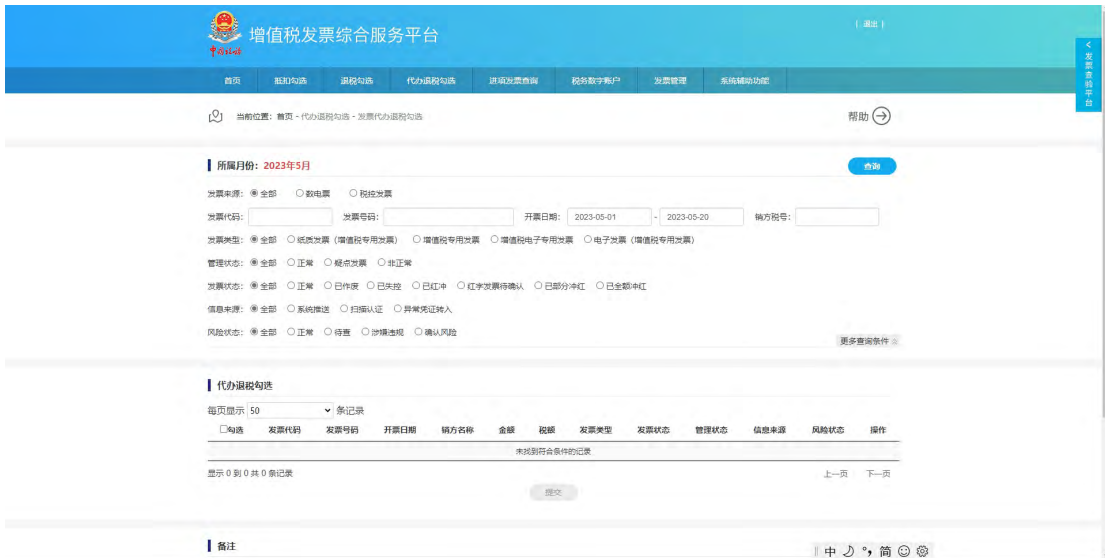 增值税发票综合服务平台
[ 退出 ]
中国税务
< 发票查验平台
首页 抵扣勾选 退税勾选 代办退税勾选 进项发票查询 税务数字账户 发票管理 系统辅助功能
当前位置：首页 - 代办退税勾选 - 发票代办退税勾选
帮助
所属月份：2023年5月
查询
发票来源： 全部 数电票 税控发票
发票代码： 发票号码： 开票日期： 2023-05-01 - 2023-05-20 销方税号：
发票类型： 全部 纸质发票（增值税专用发票） 增值税专用发票 增值税电子专用发票 电子发票（增值税专用发票）
管理状态： 全部 正常 疑点发票 非正常
发票状态： 全部 正常 已作废 已失控 已红冲 红字发票待确认 已部分冲红 已全额冲红
信息来源： 全部 系统推送 扫描认证 异常凭证转入
风险状态： 全部 正常 待查 涉嫌违规 确认风险
更多查询条件
代办退税勾选
每页显示 50 条记录
勾选 发票代码 发票号码 开票日期 销方名称 金额 税额 发票类型 发票状态 管理状态 信息来源 风险状态 操作
未找到符合条件的记录
显示 0 到 0 共 0 条记录
上一页 下一页
提交
备注
中 简